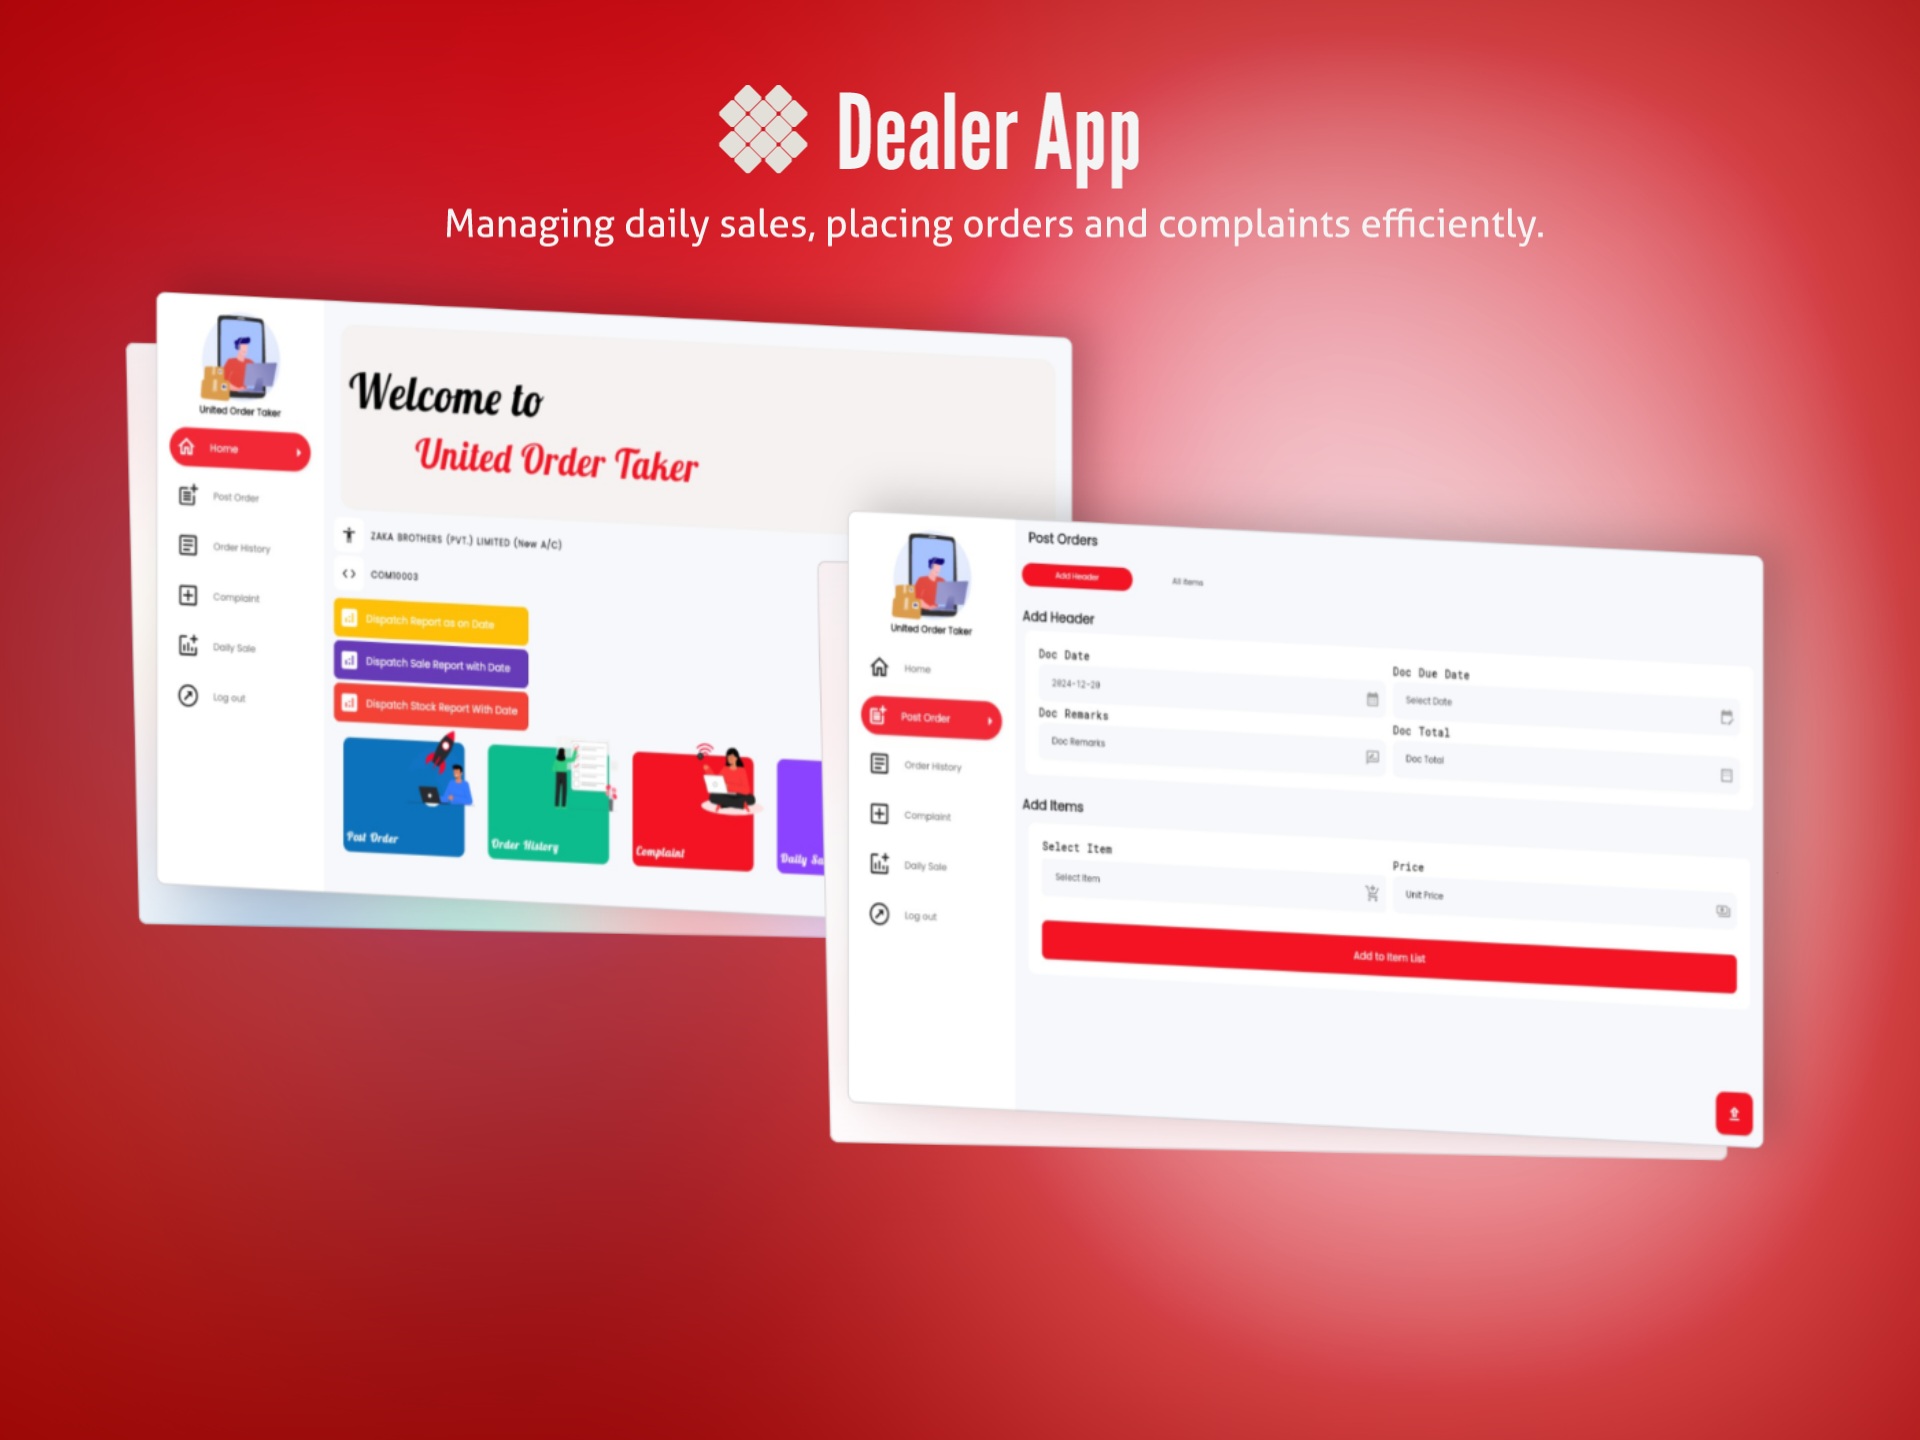 Dealer App
Managing daily sales, placing orders and complaints efficiently.
United Order Taker
Home
Post Order
Order History
Complaint
Daily Sale
Log out
Welcome to
United Order Taker
ZAKA BROTHERS (PVT.) LIMITED (New A/C)
COM10003
Dispatch Report as on Date
Dispatch Sale Report with Date
Dispatch Stock Report With Date
Post Order
Order History
Complaint
Daily Sa
United Order Taker
Home
Post Order
Order History
Complaint
Daily Sale
Log out
Post Orders
Add Header
All Items
Add Header
Doc Date
Doc Due Date
2024-12-20
Select Date
Doc Remarks
Doc Total
Doc Remarks
Doc Total
Add Items
Select Item
Price
Select Item
Unit Price
Add to Item List